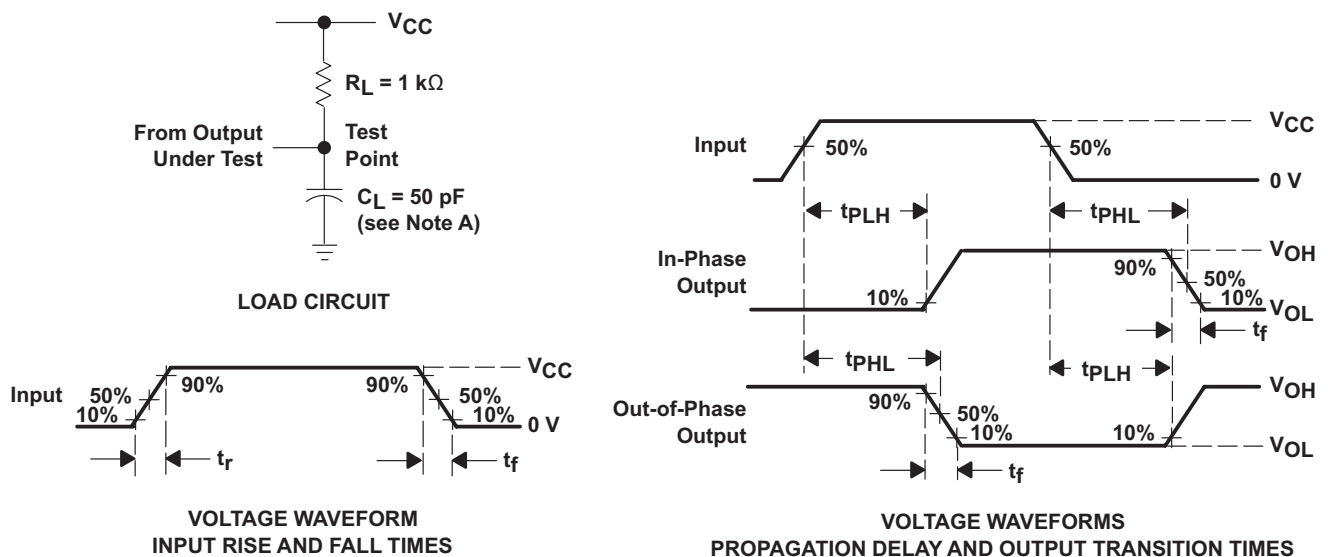 VCC
RL = 1 kΩ
From Output
Under Test
Test
Point
CL = 50 pF
(see Note A)
LOAD CIRCUIT
Input
50%
10%
90%
90%
VCC
50%
10%
0 V
tr
tf
VOLTAGE WAVEFORM
INPUT RISE AND FALL TIMES
Input
50%
50%
VCC
0 V
tPLH
tPHL
In-Phase
Output
10%
90%
VOH
50%
10%
VOL
tf
tPHL
tPLH
Out-of-Phase
Output
90%
50%
10%
10%
VOH
VOL
tf
VOLTAGE WAVEFORMS
PROPAGATION DELAY AND OUTPUT TRANSITION TIMES